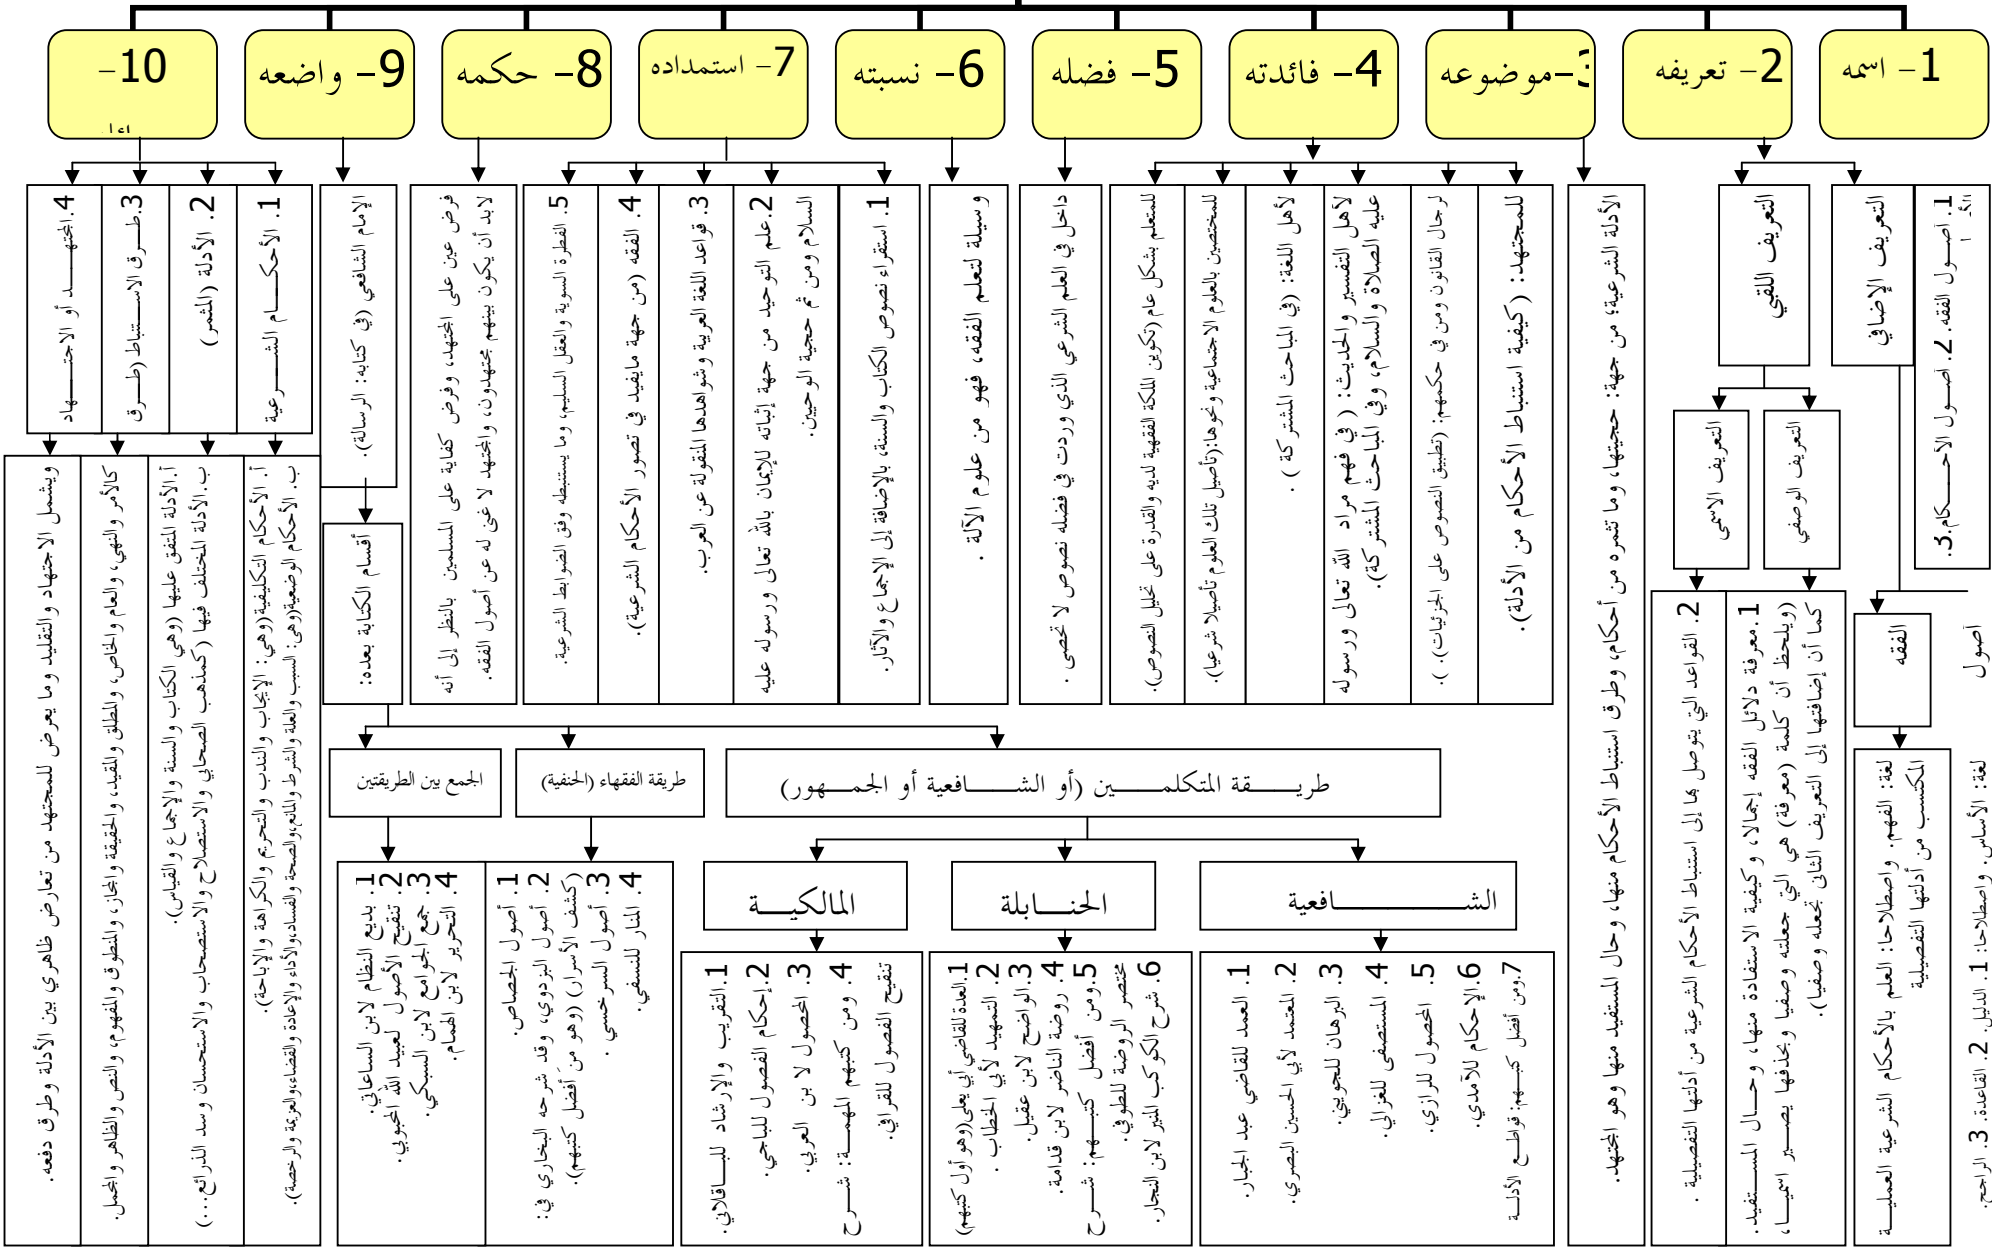 1- اسمه
2- تعريفه
3-موضوعه
4- فائدته
5- فضله
6- نسبته
7- استمداده
8- حكمه
9- واضعه
10-
1. اصول الفقه. 2. اصول الأحكام. 3.
التعريف الإضافي
التعريف اللقبي
أصول
الفقه
لغة: الأساس. واصطلاحا: 1. الدليل. 2. القاعدة. 3. الراجح.
لغة: الفهم. واصطلاحا: العلم بالأحكام الشرعية العملية
المكتسب من أدلتها التفصيلية
التعريف الوصفي
التعريف الاسمي
1.معرفة دلائل الفقه إجمالا، وكيفية الاستفادة منها، وحال المستفيد.
(ويلحظ أن كلمة (معرفة) هي التي جعلته وصفيا وبحذفها يصير اسميا،
كما أن إضافتها إلى التعريف الثاني تجعله وصفيا).
2. القواعد التي يتوصل بها إلى استنباط الأحكام الشرعية من أدلتها التفصيلية .
الأدلة الشرعية؛ من جهة: حجيتها، وما تثمره من أحكام، وطرق استنباط الأحكام منها، وحال المستفيد منها وهو المجتهد.
للمجتهد: (كيفية استنباط الأحكام من الأدلة).
لرجال القانون ومن في حكمهم: (تطبيق النصوص على الجزئيات). ).
لأهل التفسير والحديث: ( في فهم مراد الله تعالى ورسوله
عليه الصلاة والسلام، وفي المباحث المشتركة).
لأهل اللغة: (في المباحث المشتركة ) .
للمختصين بالعلوم الاجتماعية ونحوها:(تأصيل تلك العلوم تأصيلا شرعيا).
للمتعلم بشكل عام (تكوين الملكة الفقهية لديه والقدرة على تحليل النصوص).
داخل في العلم الشرعي الذي وردت في فضله نصوص لا تحصى .
وسيلة لتعلم الفقه، فهو من علوم الآلة .
1. استقراء نصوص الكتاب والسنة، بالإضافة إلى الإجماع والآثار.
2.علم التوحيد من جهة إثباته للإيمان بالله تعالى ورسوله عليه
السلام ومن ثم حجية الوحيين.
3. قواعد اللغة العربية وشواهدها المنقولة عن العرب.
4. الفقه (من جهة مايفيد في تصور الأحكام الشرعية).
5. الفطرة السوية والعقل السليم، وما يستنبطه وفق الضوابط الشرعية.
فرض عين على المجتهد، وفرض كفاية على المسلمين بالنظر إلى أنه
لابد أن يكون بينهم مجتهدون، والمجتهد لا غنى له عن أصول الفقه.
الإمام الشافعي (في كتابه: الرسالة).
أقسام الكتابة بعده:
طريقة المتكلمين (أو الشافعية أو الجمهور)
طريقة الفقهاء (الحنفية)
الجمع بين الطريقتين
الشافعية
الحنابلة
المالكية
1. العمد للقاضي عبد الجبار.
2. المعتمد لأبي الحسين البصري.
3. البرهان للجويني.
4. المستصفى للغزالي.
5. المحصول للرازي.
6.الإحكام للآمدي.
7.ومن أفضل كتبهم: قواطع الأدلة
1.العدة للقاضي أبي يعلى(وهو أول كتبهم)
2. التمهيد لأبي الخطاب .
3.الواضح لابن عقيل.
4. روضة الناضر لابن قدامة.
5.ومن أفضل كتبهم: شرح
مختصر الروضة للطوفي.
6. شرح الكوكب المنير لابن النجار.
1.التقريب والإرشاد للباقلاني.
2.إحكام الفصول للباجي.
3. المحصول لابن العربي.
4. ومن كتبهم المهمة: شرح
تنقيح الفصول للقرافي.
1. أصول الجصاص.
2. أصول البزدوي، وقد شرحه البخاري في:
(كشف الأسرار) (وهو من أفضل كتبهم).
3. أصول السرخسي .
4. المنار للنسفي.
1. بديع النظام لابن الساعاتي.
2. تنقيح الأصول لعبيد الله المحبوبي.
3. جمع الجوامع لابن السبكي.
4. التحرير لابن الهمام.
1. الأحكام الشرعية
2. الأدلة (المثمر )
3.طرق الاستنباط (طرق
4.المجتهد أو الاجتهاد
أ. الأحكام التكليفية(وهي: الإيجاب والندب والتحريم والكراهة والإباحة).
ب. الأحكام الوضعية(وهي: السبب والعلة والشرط والمانع،والصحة والفساد،والأداء والإعادة والقضاء،والعزيمة والرخصة).
أ.الأدلة المتفق عليها (وهي الكتاب والسنة والإجماع والقياس).
ب.الأدلة المختلف فيها (كمذهب الصحابي والاستصلاح والاستصحاب والاستحسان وسد الذرائع...)
كالأمر والنهي، والعام والخاص، والمطلق والمقيد، والحقيقة والمجاز، والمنطوق والمفهوم، والنص والظاهر والمجمل.
ويشمل الاجتهاد والتقليد وما يعرض للمجتهد من تعارض ظاهري بين الأدلة وطرق دفعه.